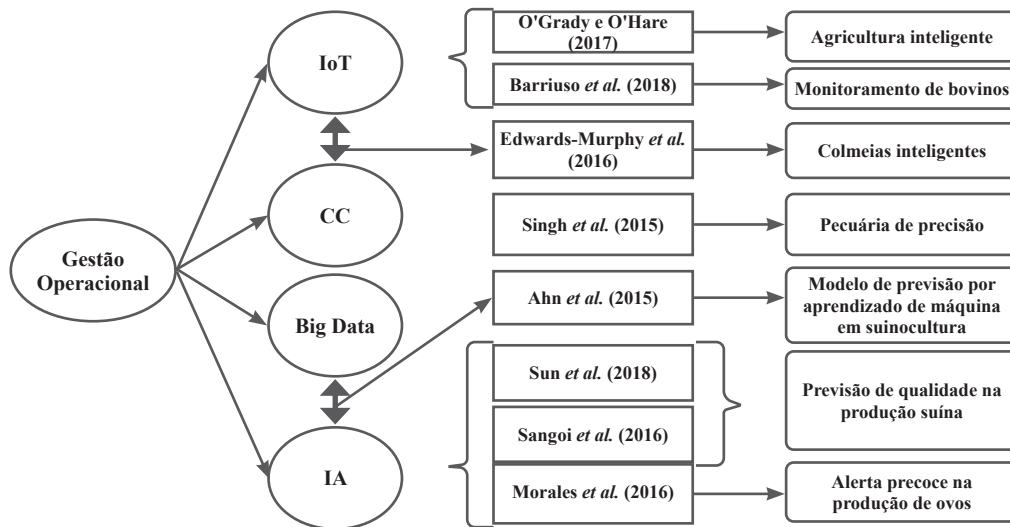 Gestão
Operacional
IoT
CC
Big Data
IA
O'Grady e O'Hare
(2017)
Agricultura inteligente
Barriuso et al. (2018)
Monitoramento de bovinos
Edwards-Murphy et al.
(2016)
Colmeias inteligentes
Singh et al. (2015)
Pecuária de precisão
Ahn et al. (2015)
Modelo de previsão por
aprendizado de máquina
em suinocultura
Sun et al. (2018)
Sangoi et al. (2016)
Previsão de qualidade na
produção suína
Morales et al. (2016)
Alerta precoce na
produção de ovos